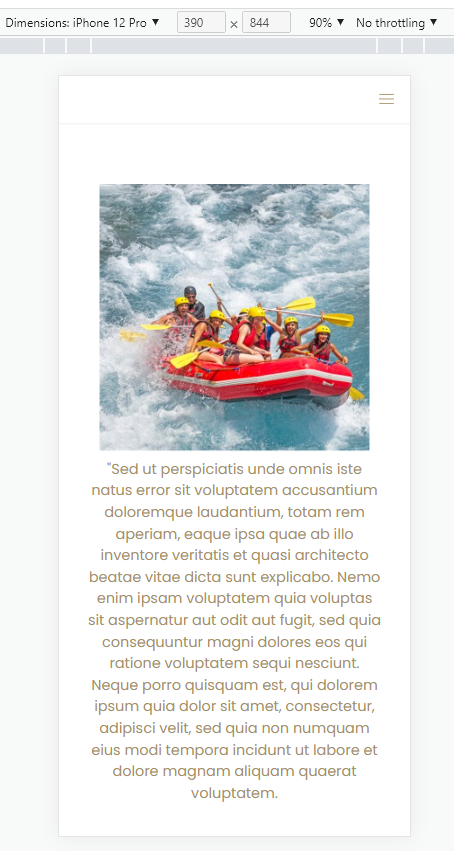 Dimensions: iPhone 12 Pro ▼ 390 × 844 90% ▼ No throttling ▼
"Sed ut perspiciatis unde omnis iste
natus error sit voluptatem accusantium
doloremque laudantium, totam rem
aperiam, eaque ipsa quae ab illo
inventore veritatis et quasi architecto
beatae vitae dicta sunt explicabo. Nemo
enim ipsam voluptatem quia voluptas
sit aspernatur aut odit aut fugit, sed quia
consequuntur magni dolores eos qui
ratione voluptatem sequi nesciunt.
Neque porro quisquam est, qui dolorem
ipsum quia dolor sit amet, consectetur,
adipisci velit, sed quia non numquam
eius modi tempora incidunt ut labore et
dolore magnam aliquam quaerat
voluptatem.